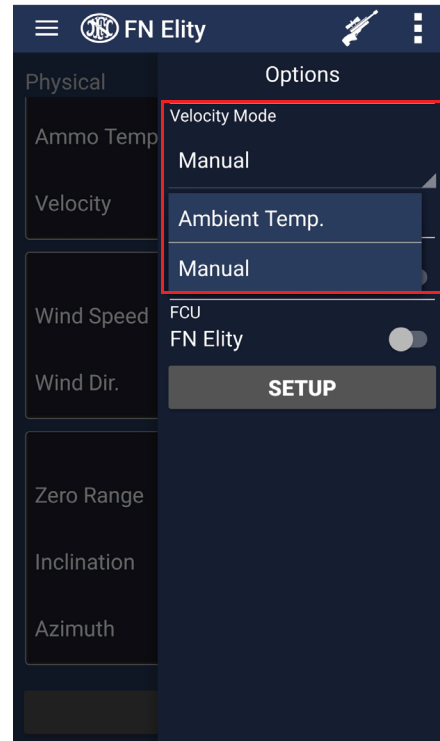 FN Elity
Physical
Ammo Temp
Velocity
Wind Speed
Wind Dir.
Zero Range
Inclination
Azimuth
Options
Velocity Mode
Manual
Ambient Temp.
Manual
FCU
FN Elity
SETUP